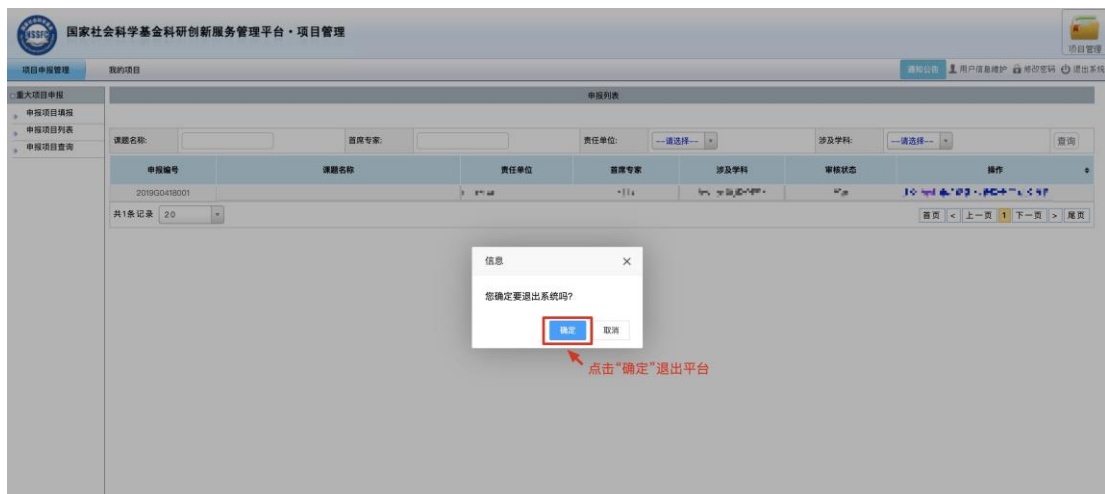 NSSFC
国家社会科学基金科研创新服务管理平台・项目管理
项目管理
项目申报管理 我的项目 通知公告 用户信息维护 修改密码 退出系统
重大项目申报 申报列表
申报项目填报
申报项目列表
申报项目查询
课题名称: 首席专家: 责任单位: ---请选择--- 涉及学科: ---请选择--- 查询
申报编号 课题名称 责任单位 首席专家 涉及学科 审核状态 操作
2019G0418001
共1条记录 20 首页 < 上一页 1 下一页 > 尾页
信息
您确定要退出系统吗?
确定 取消
点击“确定”退出平台